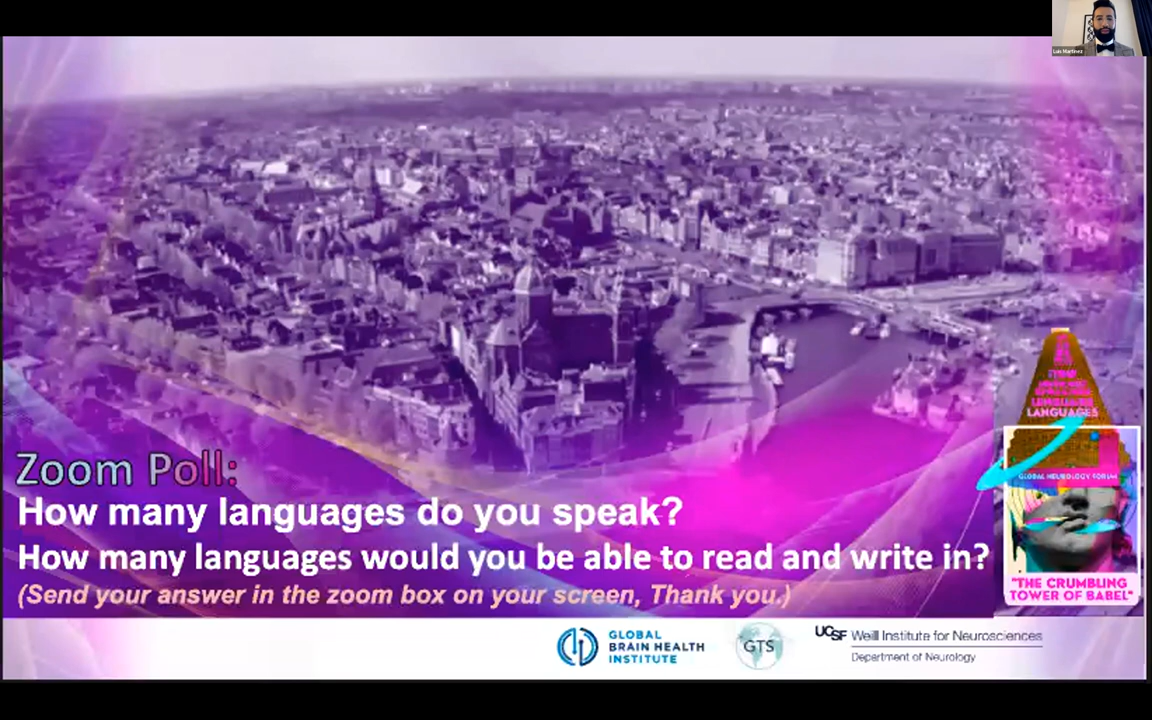 Luis Martinez
LANGUAGES
GLOBAL NEUROLOGY FORUM
"THE CRUMBLING
TOWER OF BABEL"
Zoom Poll:
How many languages do you speak?
How many languages would you be able to read and write in?
(Send your answer in the zoom box on your screen, Thank you.)
GLOBAL
BRAIN HEALTH
INSTITUTE
GTS
UCSF Weill Institute for Neurosciences
Department of Neurology